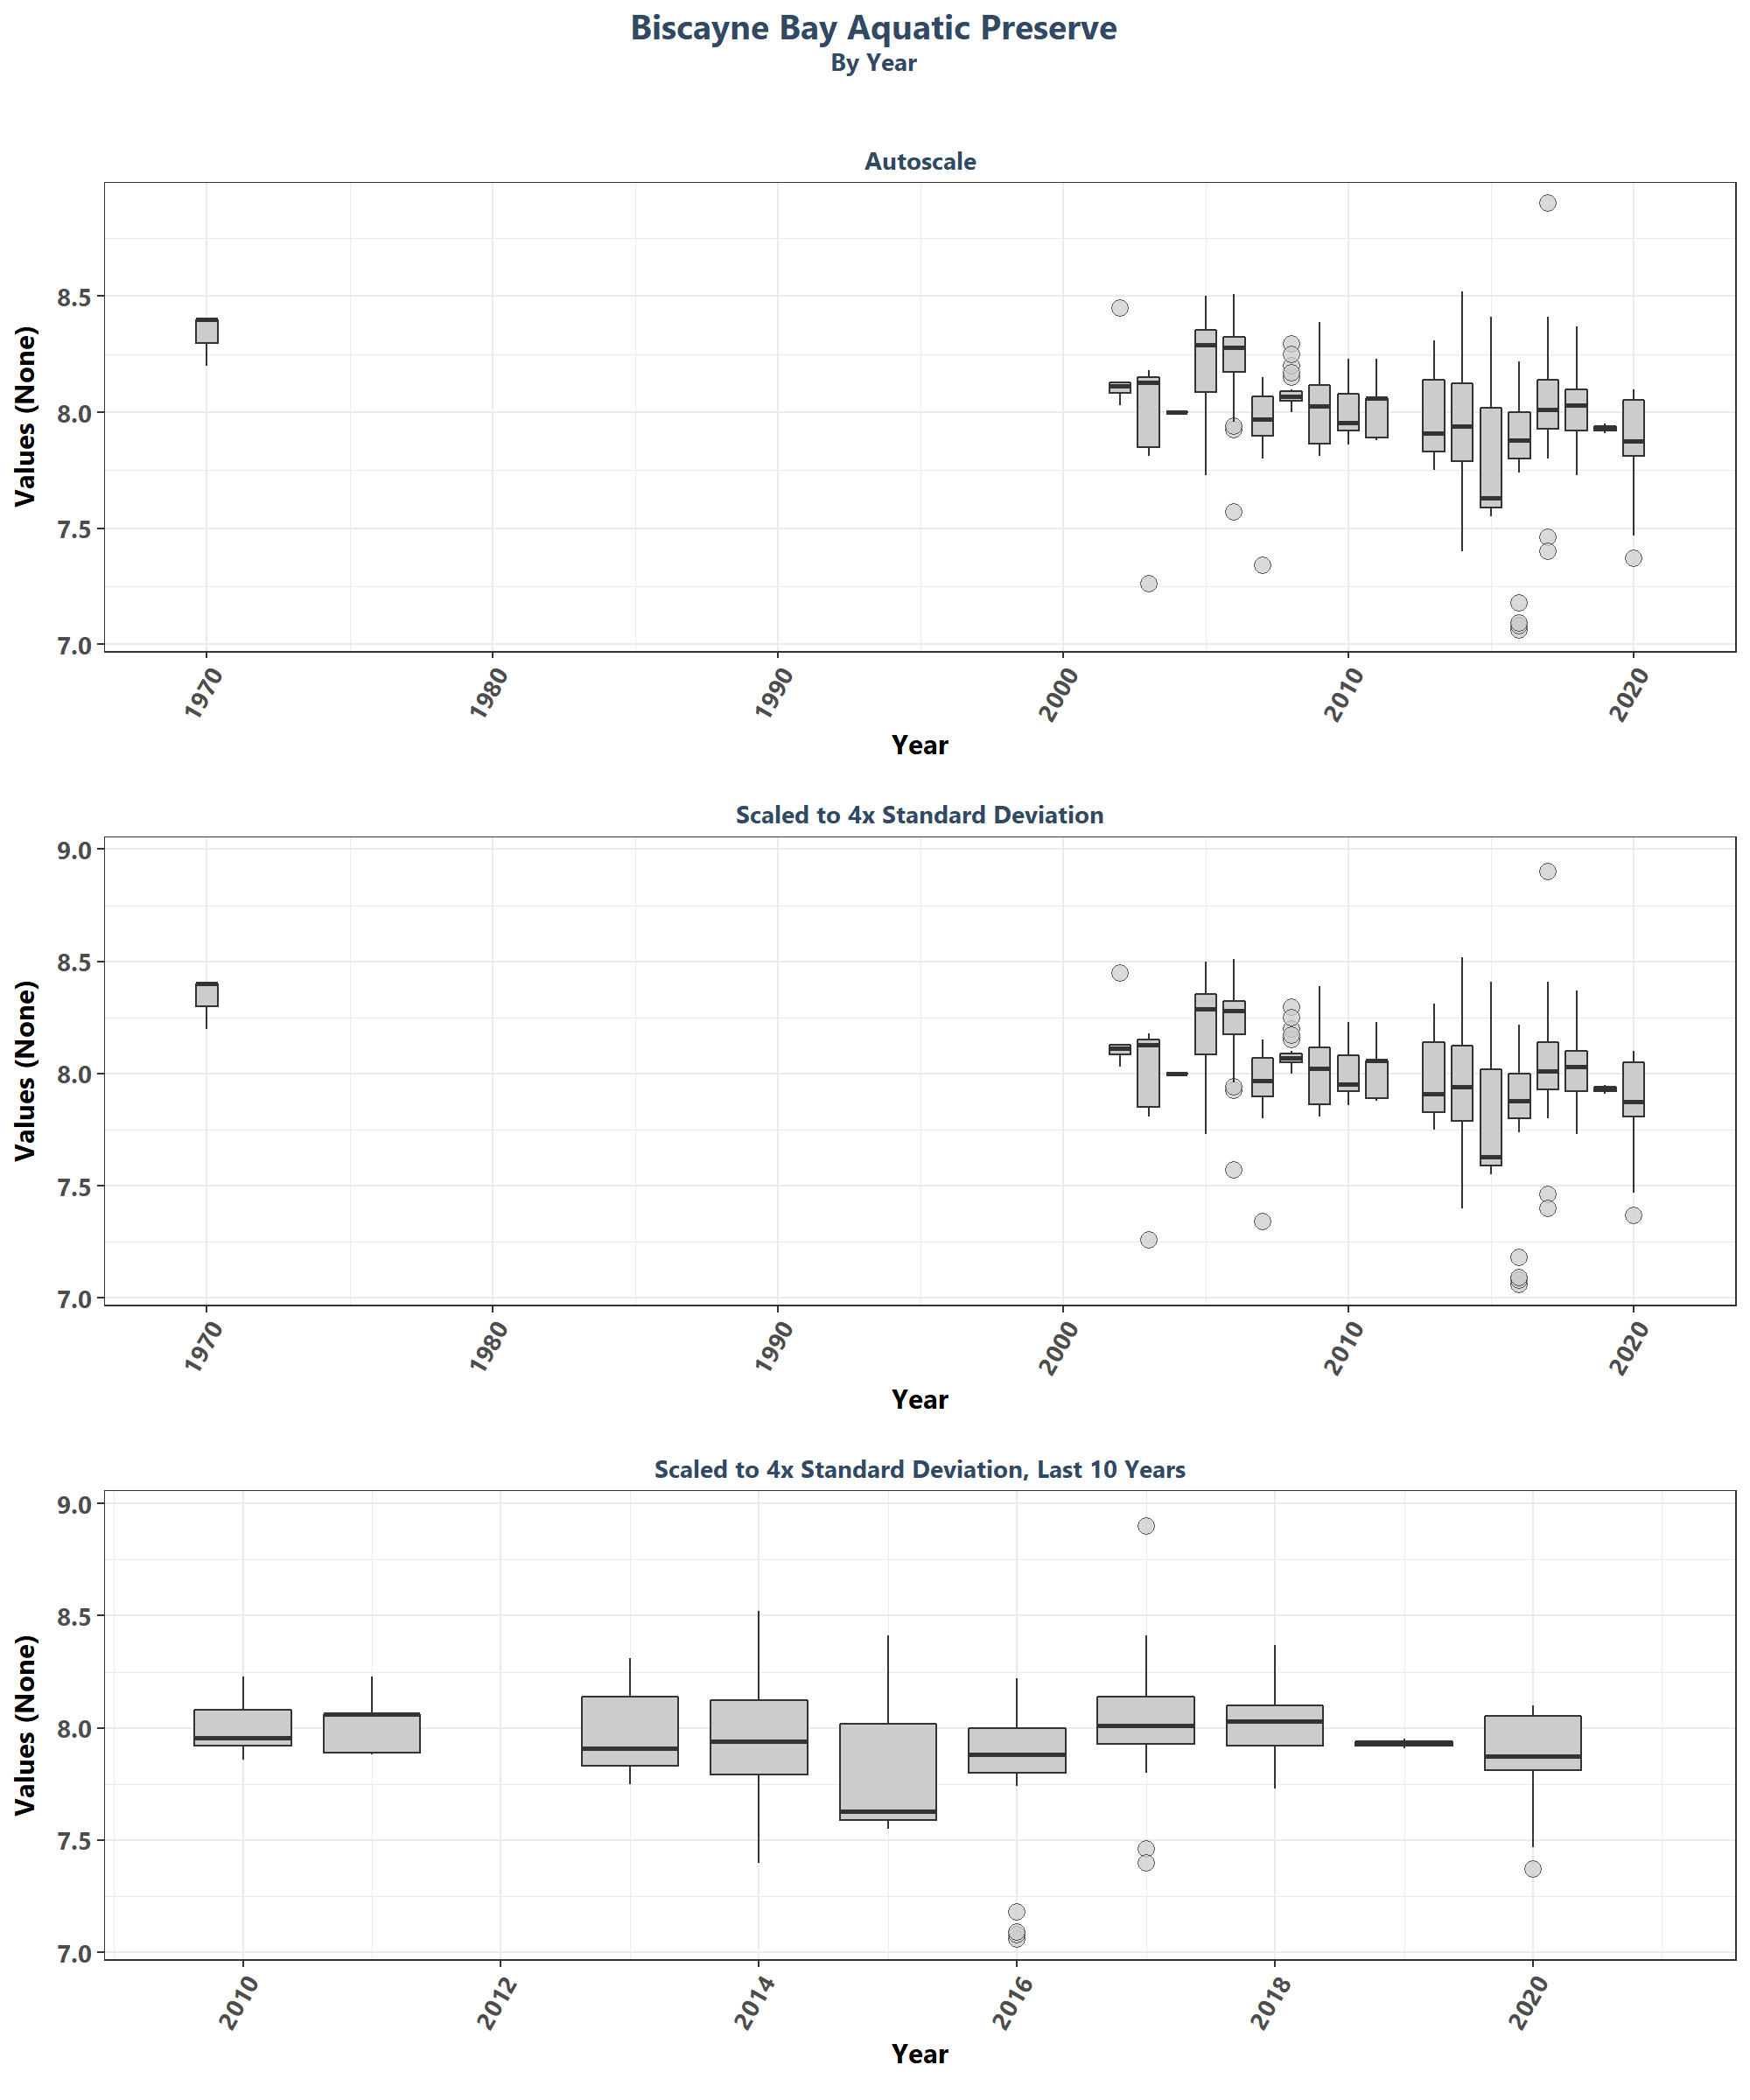 Biscayne Bay Aquatic Preserve
By Year
Autoscale
Values (None)
8.5
8.0
7.5
7.0
1970
1980
1990
2000
2010
2020
Year
Scaled to 4x Standard Deviation
Values (None)
9.0
8.5
8.0
7.5
7.0
1970
1980
1990
2000
2010
2020
Year
Scaled to 4x Standard Deviation, Last 10 Years
Values (None)
9.0
8.5
8.0
7.5
7.0
2010
2012
2014
2016
2018
2020
Year